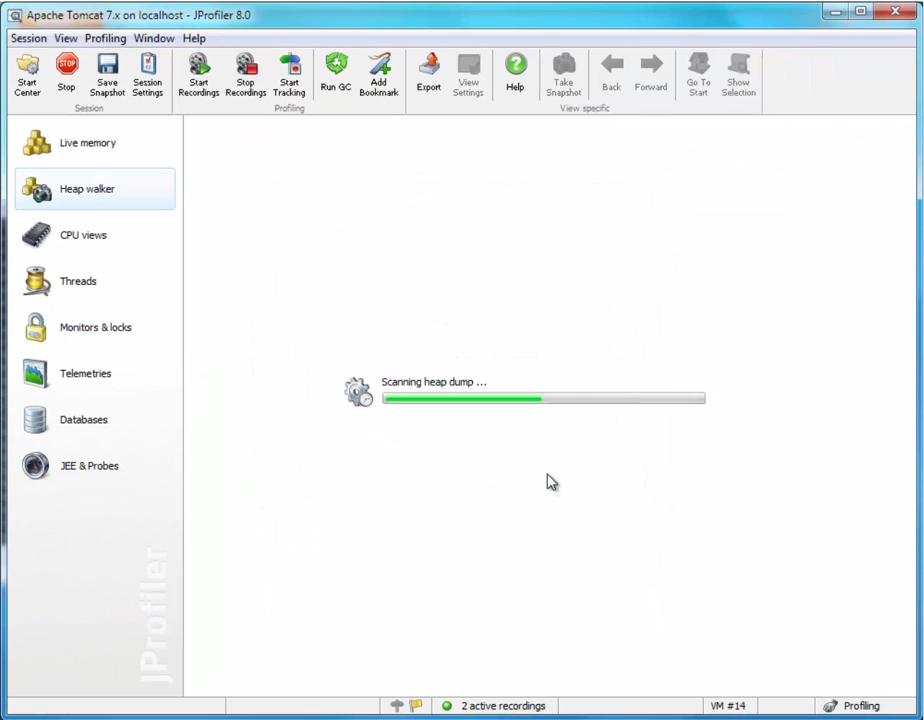 Apache Tomcat 7.x on localhost - JProfiler 8.0
Session View Profiling Window Help
Start Center
Stop
Save Snapshot
Session Settings
Start Recordings
Stop Recordings
Start Tracking
Run GC
Add Bookmark
Export
View Settings
Help
Take Snapshot
Back
Forward
Go To Start
Show Selection
Session
Profiling
View specific
Live memory
Heap walker
CPU views
Threads
Monitors & locks
Telemetries
Databases
JEE & Probes
Scanning heap dump ...
JProfiler
2 active recordings
VM #14
Profiling